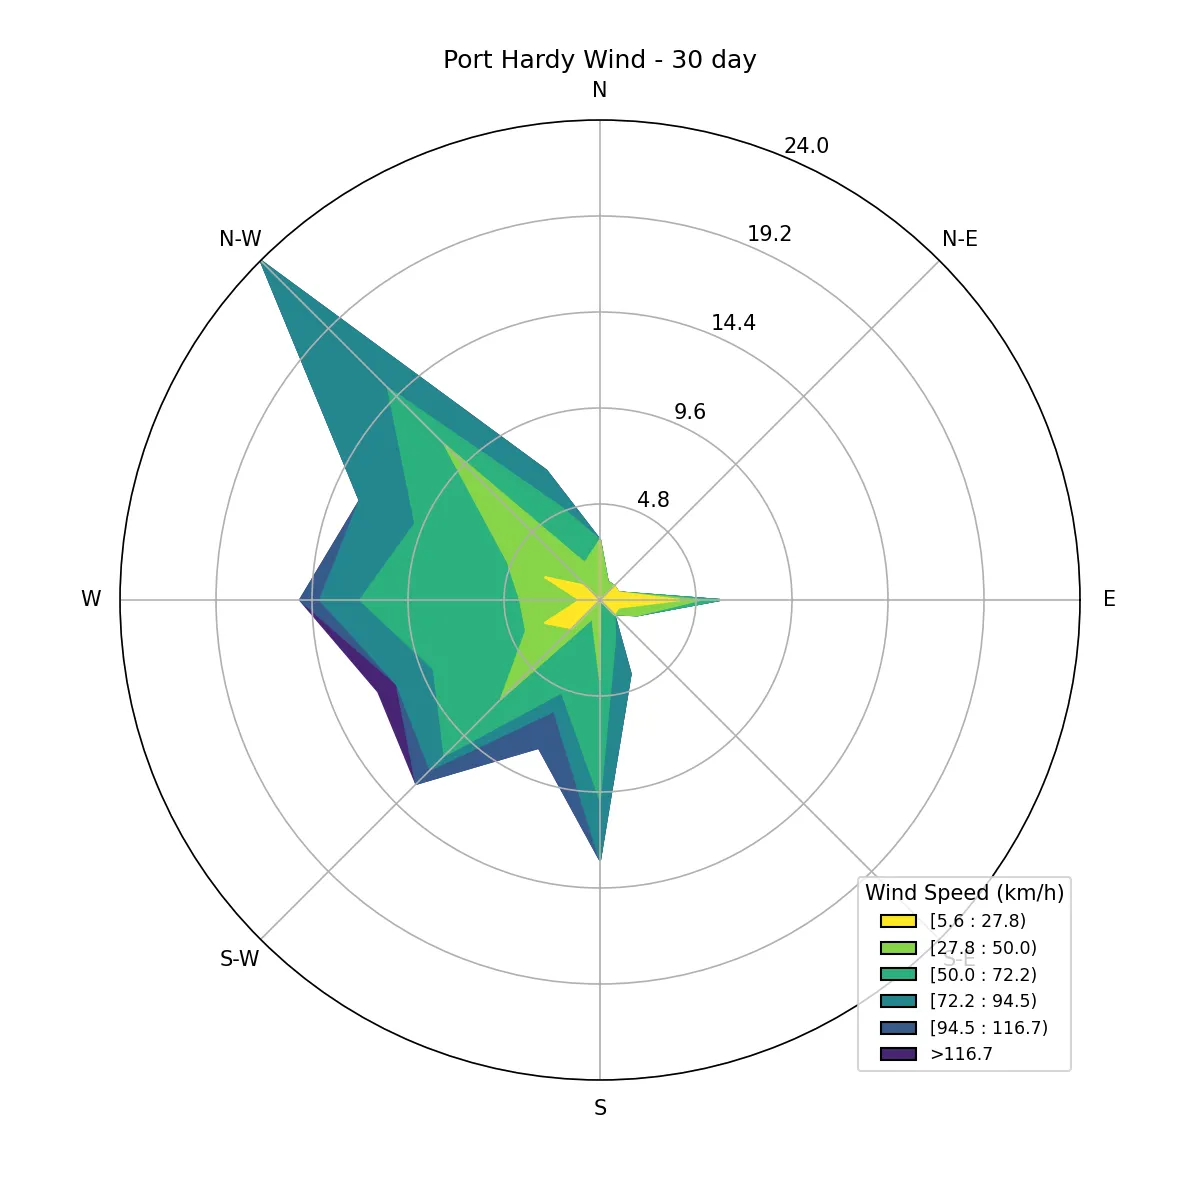 Port Hardy Wind - 30 day
N
24.0
19.2
N-W
N-E
14.4
9.6
4.8
W
E
S-W
S-E
S
Wind Speed (km/h)
[5.6 : 27.8)
[27.8 : 50.0)
[50.0 : 72.2)
[72.2 : 94.5)
[94.5 : 116.7)
>116.7